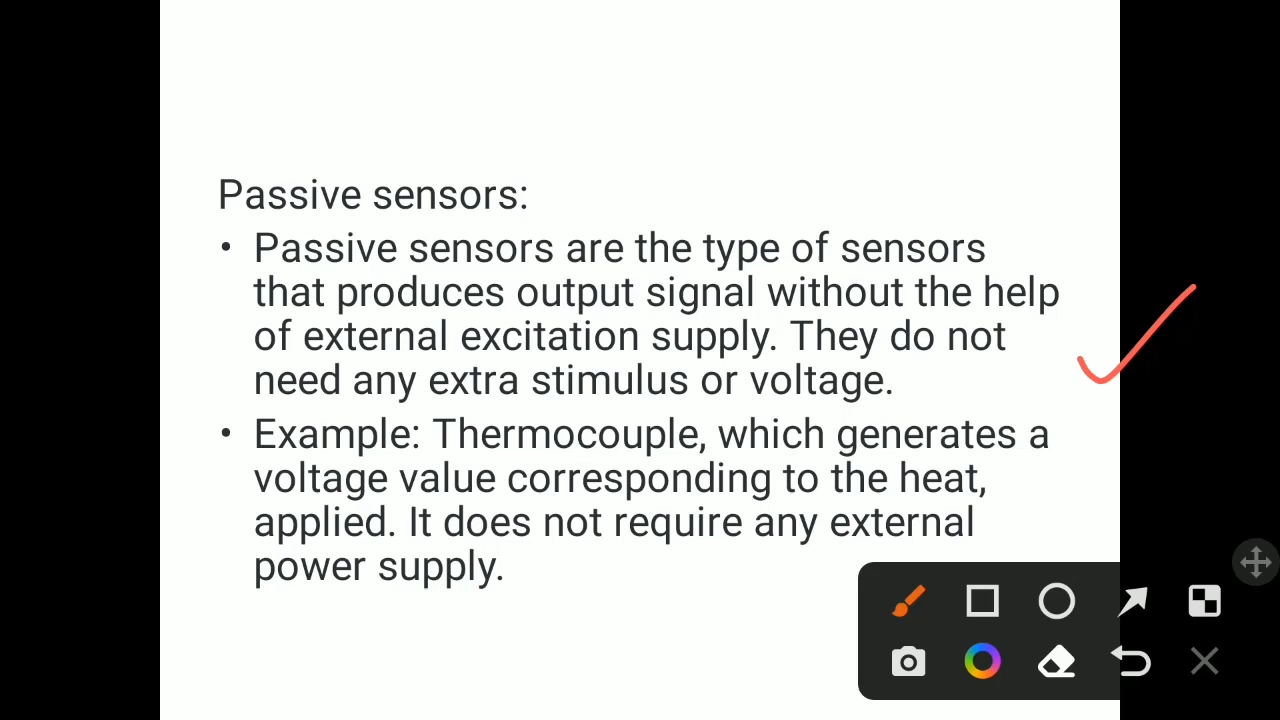 Passive sensors:
• Passive sensors are the type of sensors
that produces output signal without the help
of external excitation supply. They do not
need any extra stimulus or voltage.
• Example: Thermocouple, which generates a
voltage value corresponding to the heat,
applied. It does not require any external
power supply.